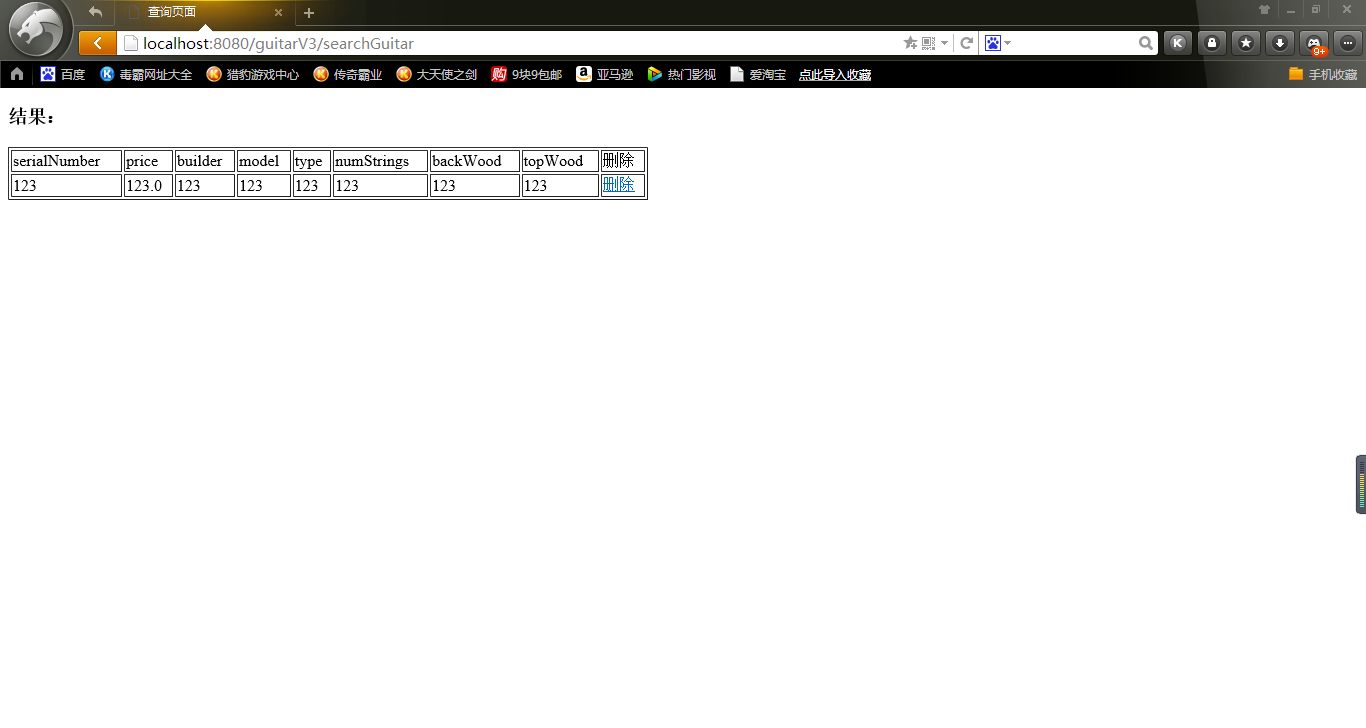 查询页面
localhost:8080/guitarV3/searchGuitar
K
9+
百度 毒霸网址大全 猎豹游戏中心 传奇霸业 大天使之剑 购 9块9包邮 亚马逊 热门影视 爱淘宝 点此导入收藏 手机收藏
结果：
serialNumber price builder model type numStrings backWood topWood 删除
123 123.0 123 123 123 123 123 123 删除